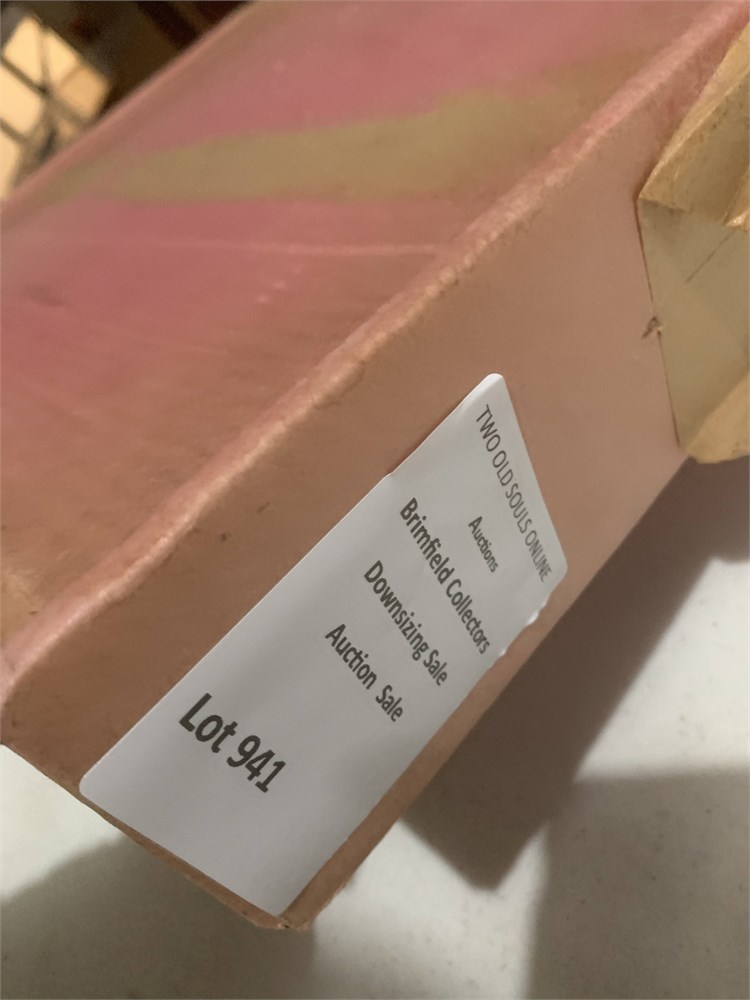 TWO OLD SOULS ONLINE
Auctions
Brimfield Collectors
Downsizing Sale
Auction Sale
Lot 941